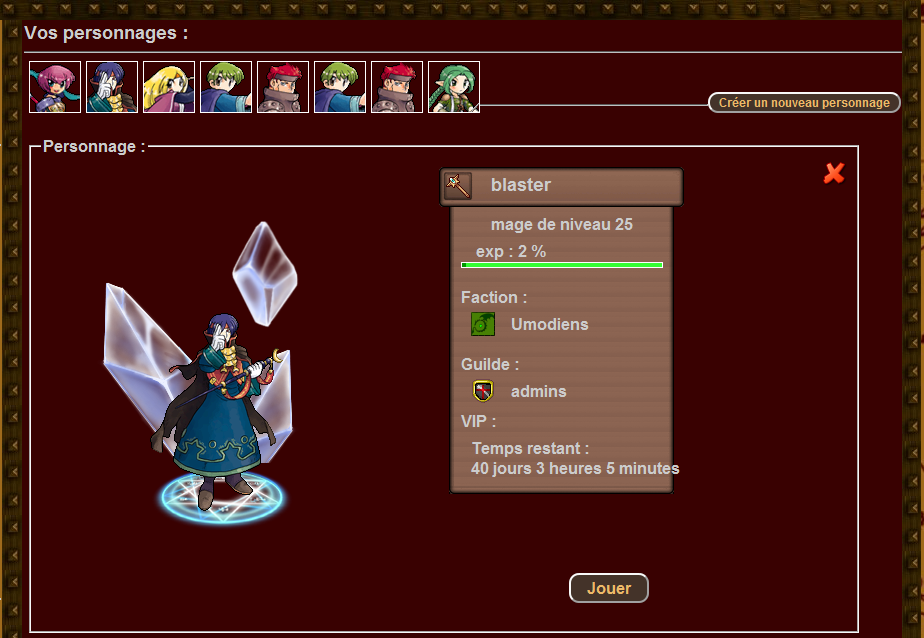 Vos personnages :
Créer un nouveau personnage
Personnage :
blaster
mage de niveau 25
exp : 2 %
Faction :
Umodiens
Guilde :
admins
VIP :
Temps restant :
40 jours 3 heures 5 minutes
Jouer